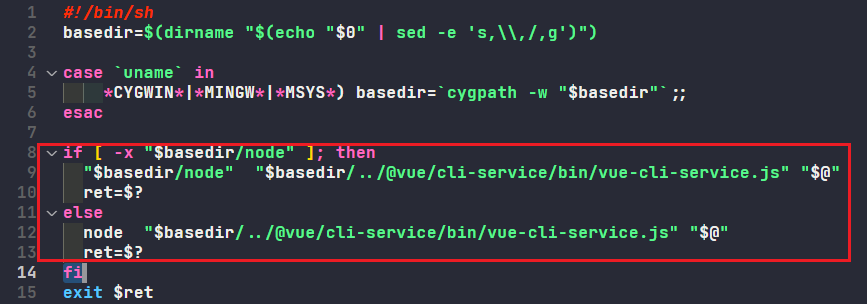 1 #!/bin/sh
2 basedir=$(dirname "$(echo "$0" | sed -e 's,\\,/,g')")
3
4 case `uname` in
5     *CYGWIN*|*MINGW*|*MSYS*) basedir=`cygpath -w "$basedir"`;;
6 esac
7
8 if [ -x "$basedir/node" ]; then
9   "$basedir/node"  "$basedir/../@vue/cli-service/bin/vue-cli-service.js" "$@"
10   ret=$?
11 else
12   node  "$basedir/../@vue/cli-service/bin/vue-cli-service.js" "$@"
13   ret=$?
14 fi
15 exit $ret